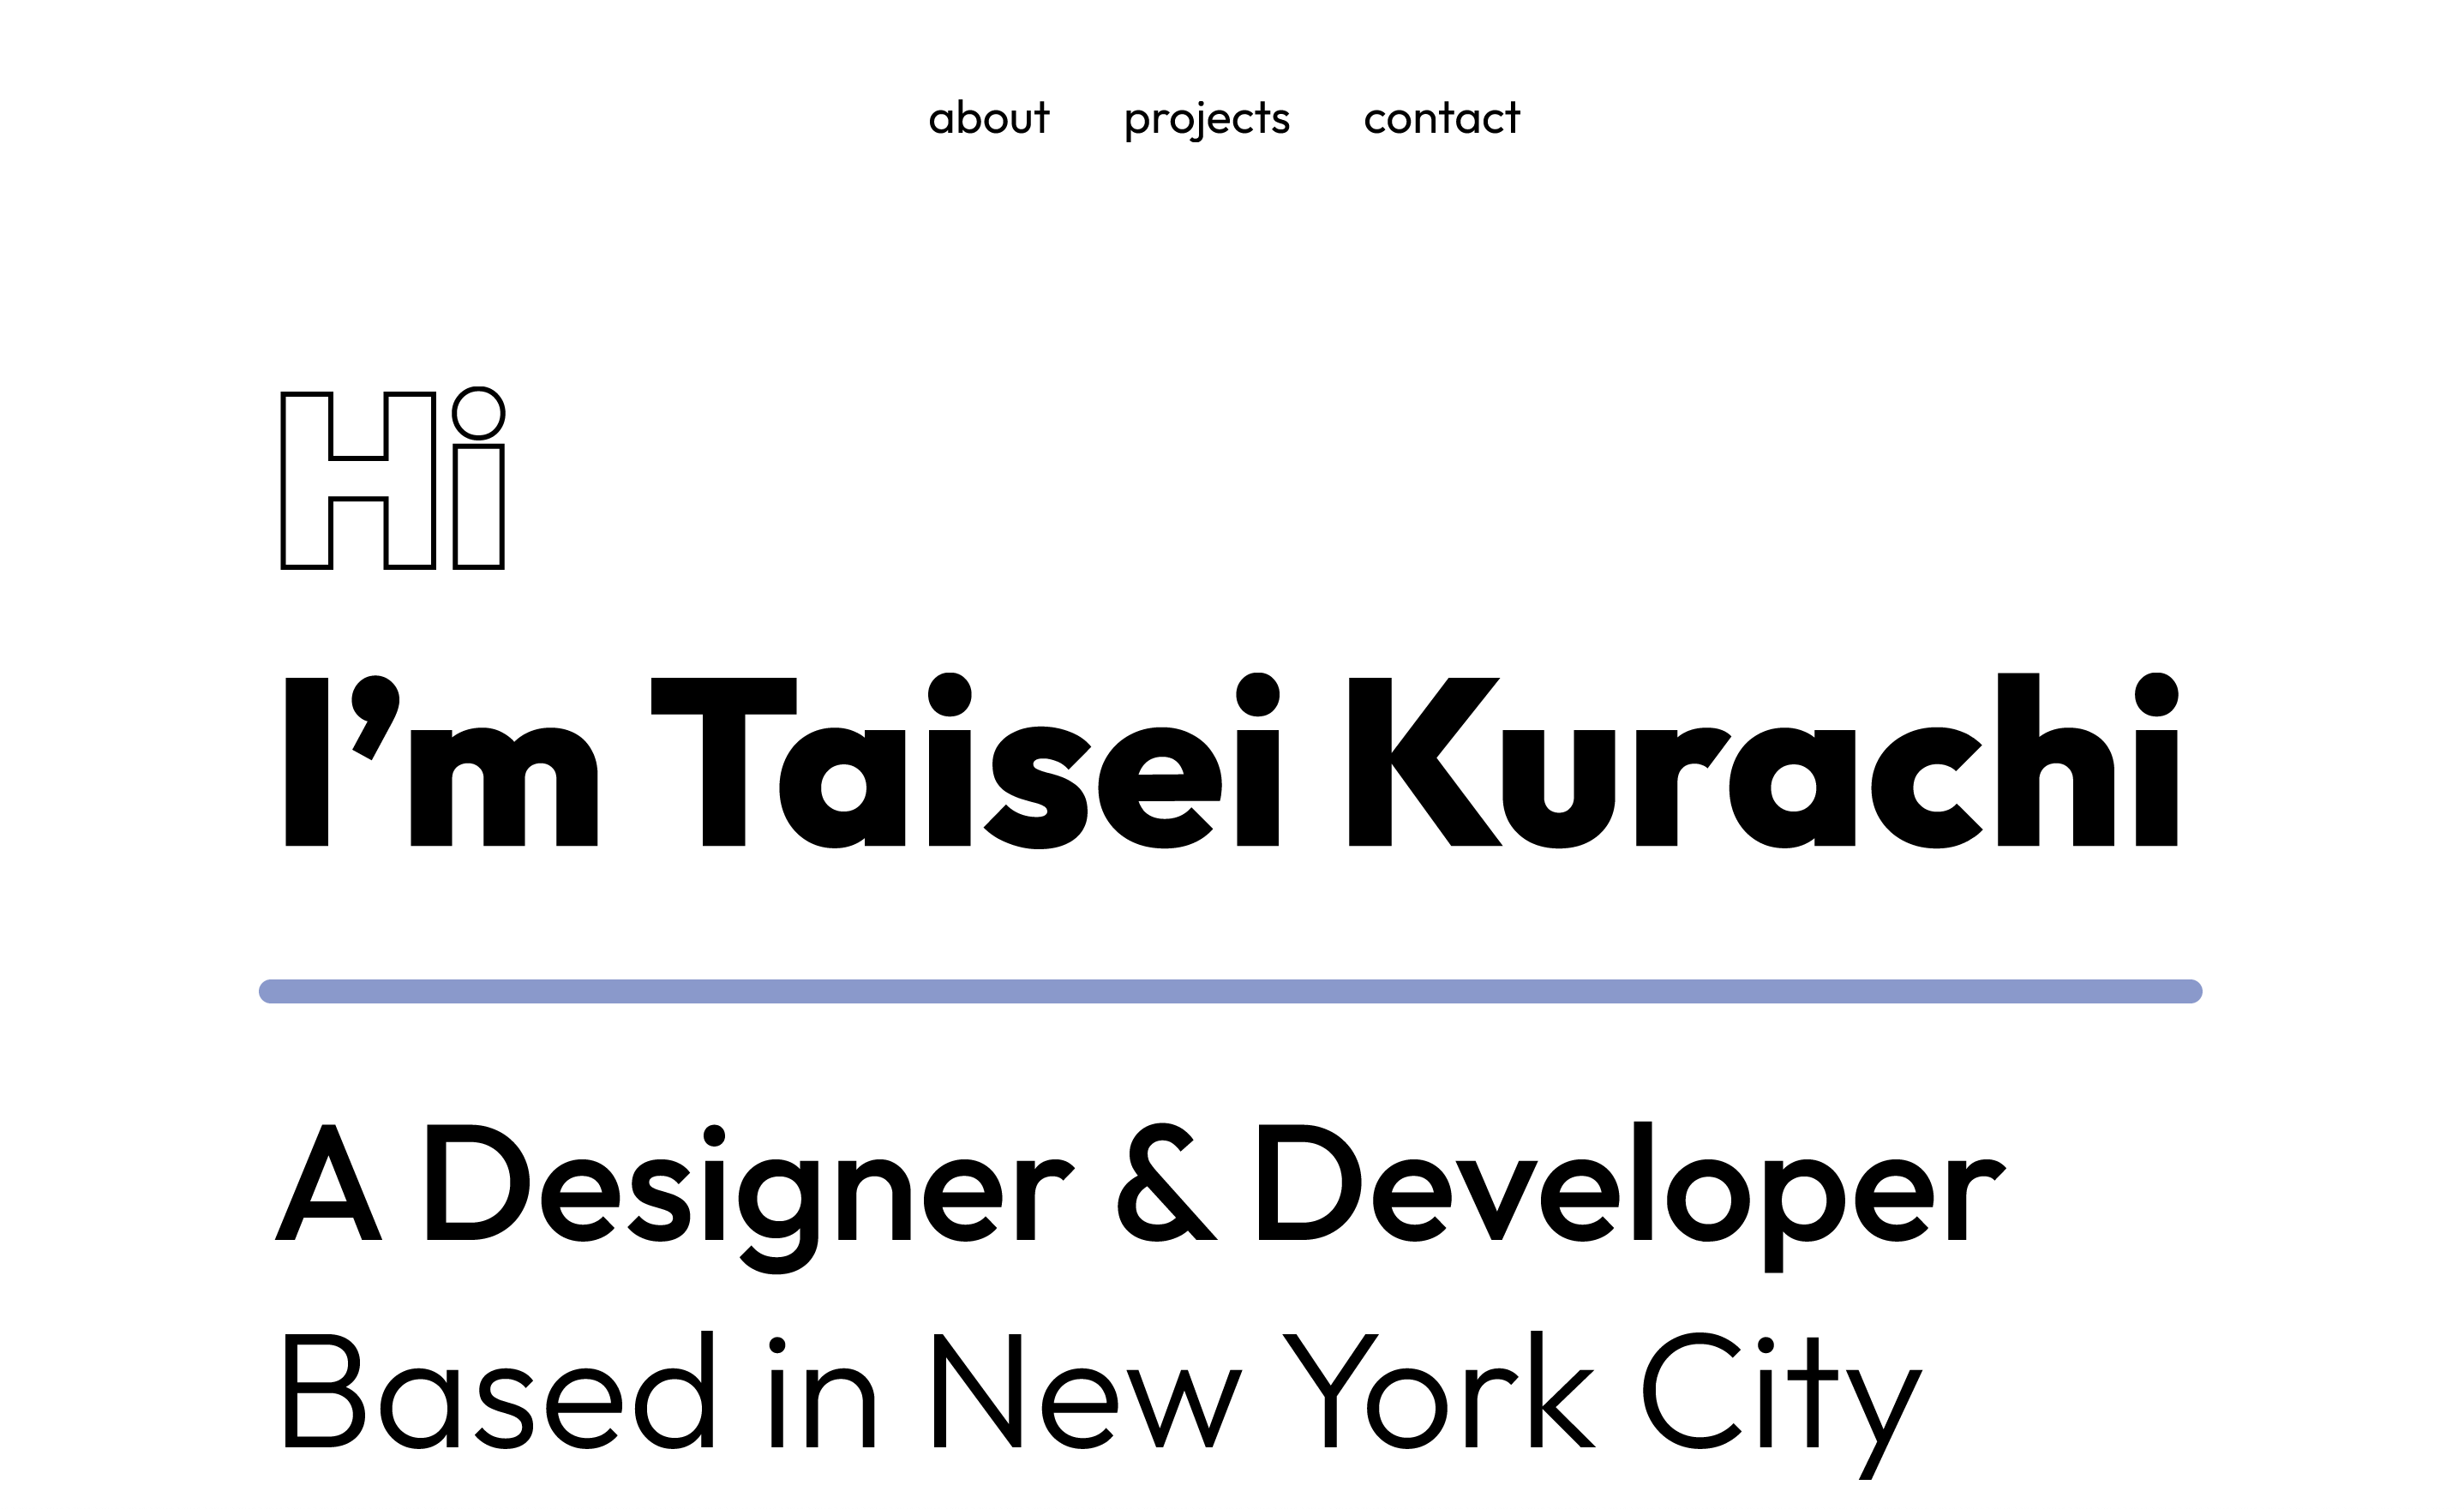 about projects contact
Hi
I’m Taisei Kurachi
A Designer & Developer
Based in New York City